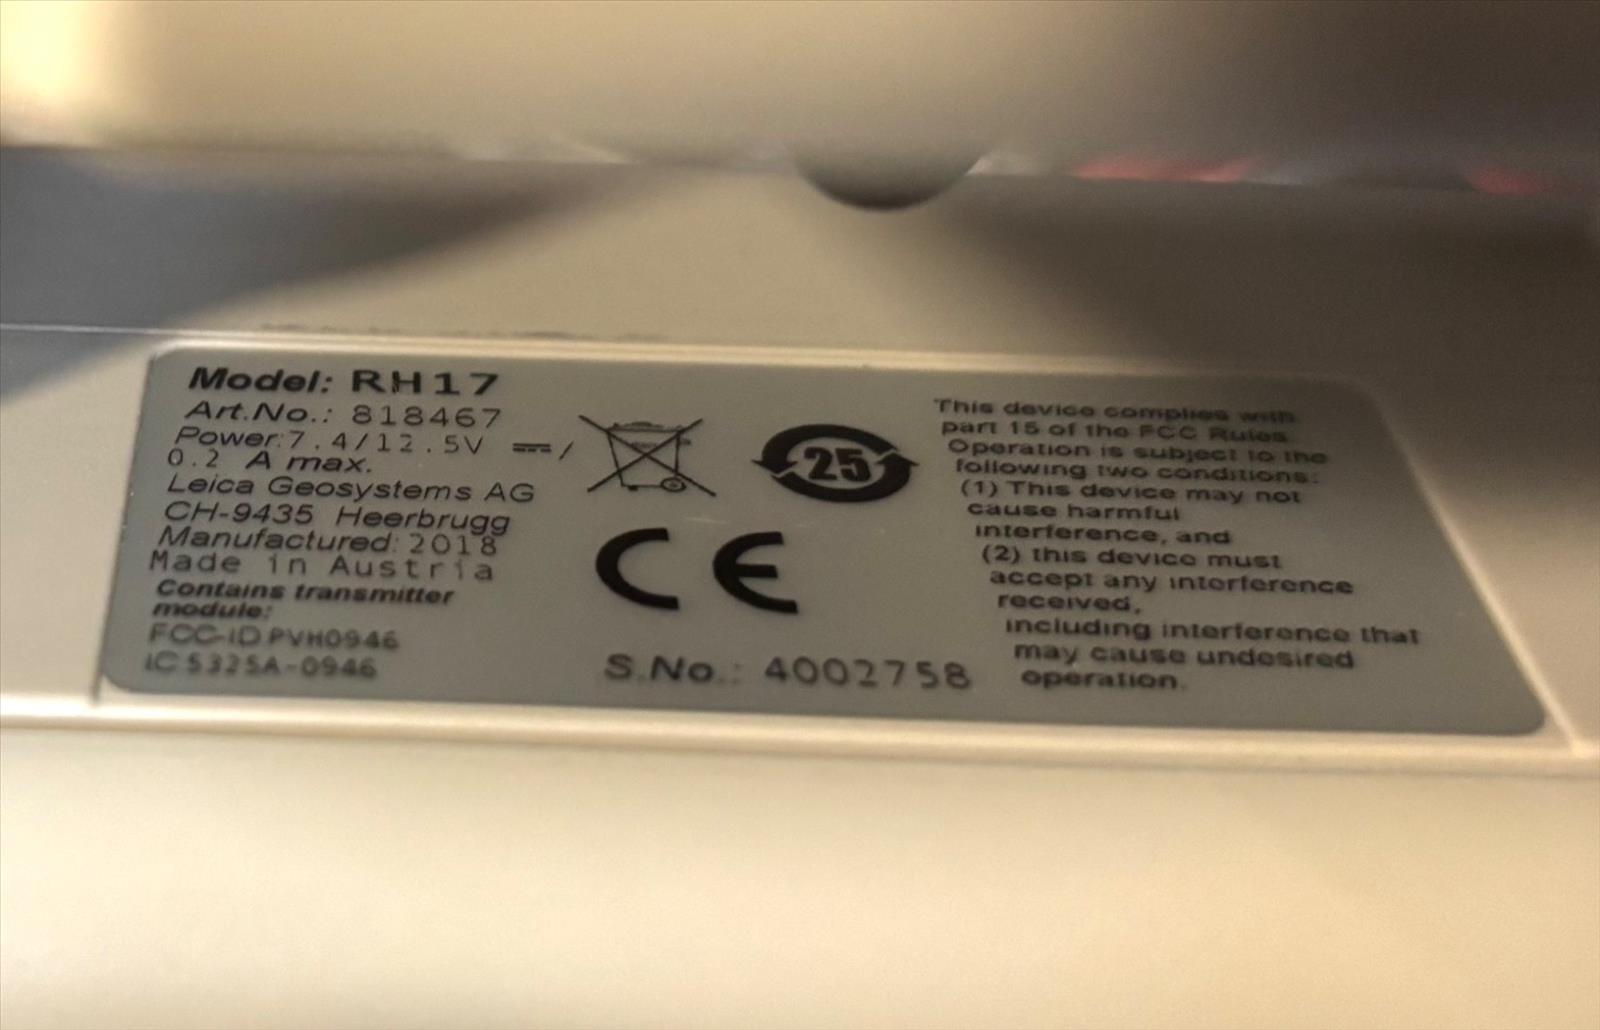 Model: RH17
Art.No.: 818467
Power:7.4/12.5V ⎓/
0.2 A max.
Leica Geosystems AG
CH-9435 Heerbrugg
Manufactured: 2018
Made in Austria
Contains transmitter
module:
FCC-ID PVH0946
IC 5325A-0946
25
CE
S.No.: 4002758
This device complies with
part 15 of the FCC Rules.
Operation is subject to the
following two conditions:
(1) This device may not
cause harmful
interference, and
(2) this device must
accept any interference
received,
including interference that
may cause undesired
operation.